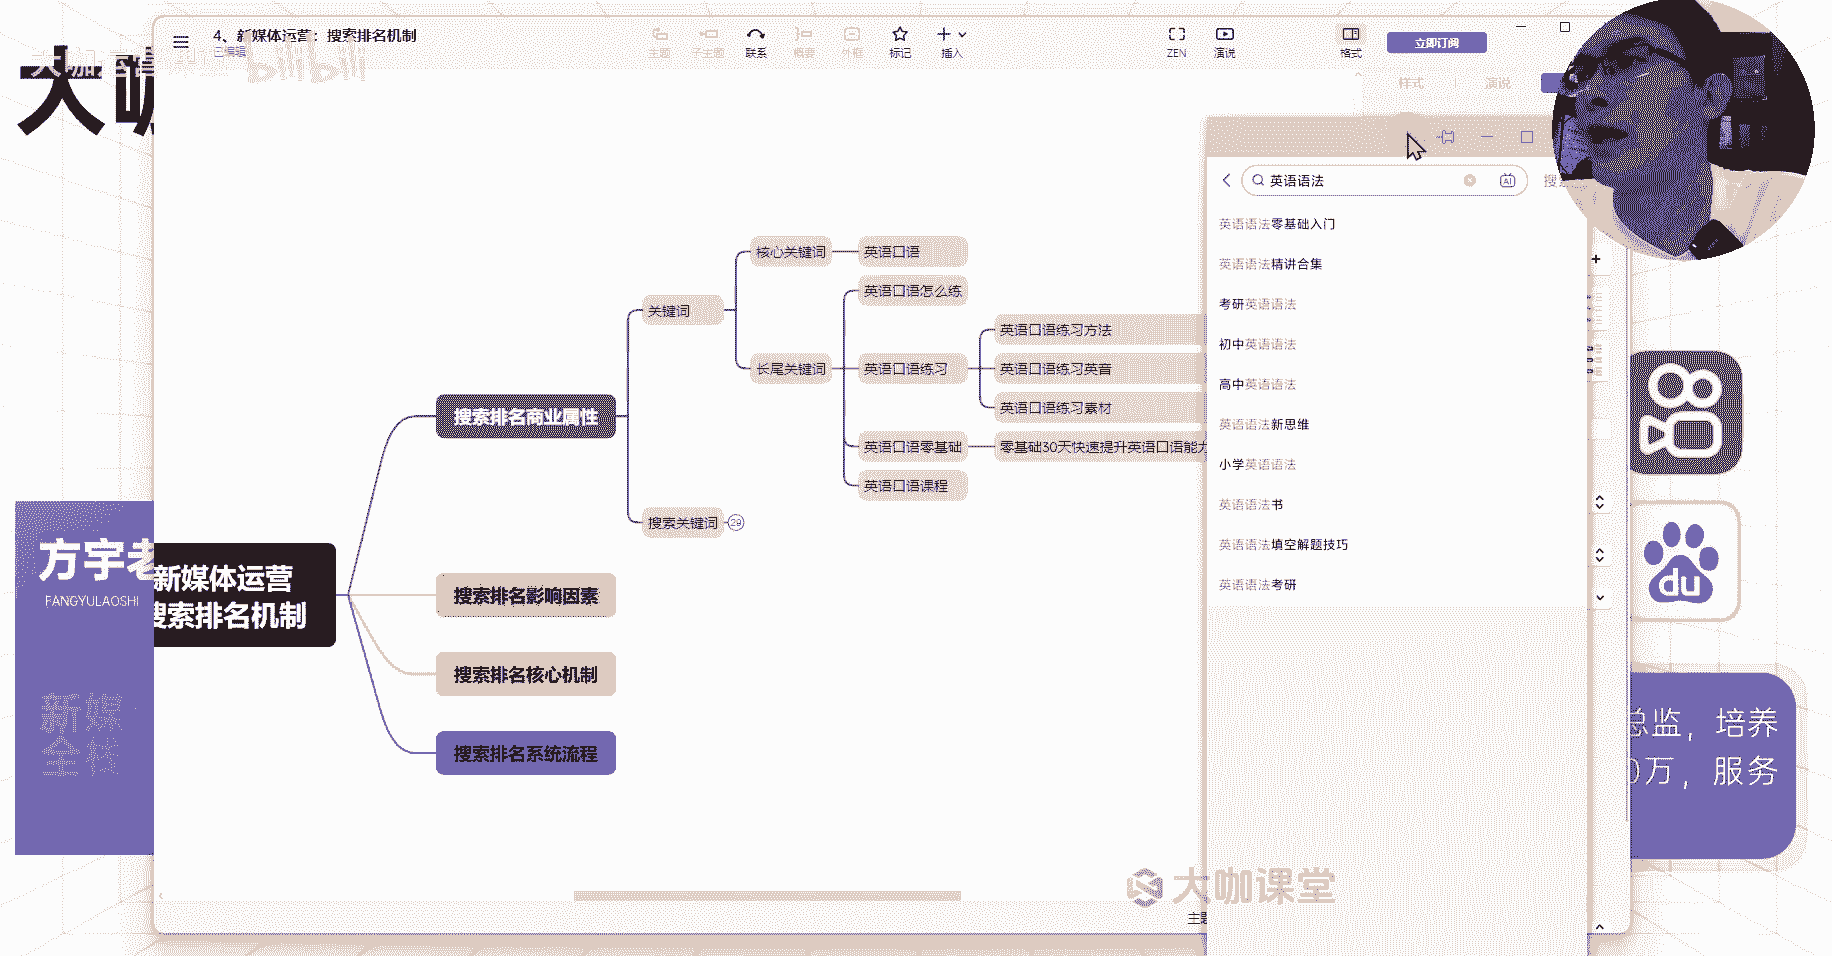 4、新媒体运营：搜索排名机制
已编辑
主题
子主题
联系
概要
外框
标记
插入
ZEN
演说
格式
立即订阅
样式
演说
大咖运营
bilibili
大咖
英语语法
搜索
英语语法零基础入门
英语语法精讲合集
考研英语语法
初中英语语法
高中英语语法
英语语法新思维
小学英语语法
英语语法书
英语语法填空解题技巧
英语语法考研
核心关键词
英语口语
关键词
英语口语怎么练
长尾关键词
英语口语练习
英语口语练习方法
英语口语练习英音
英语口语练习素材
英语口语零基础
零基础30天快速提升英语口语能力
英语口语课程
搜索排名商业属性
搜索关键词
29
新媒体运营
搜索排名机制
搜索排名影响因素
搜索排名核心机制
搜索排名系统流程
方宇老
FANGYULAOSHI
新媒
全栈
du
总监，培养
0万，服务
大咖课堂
主题